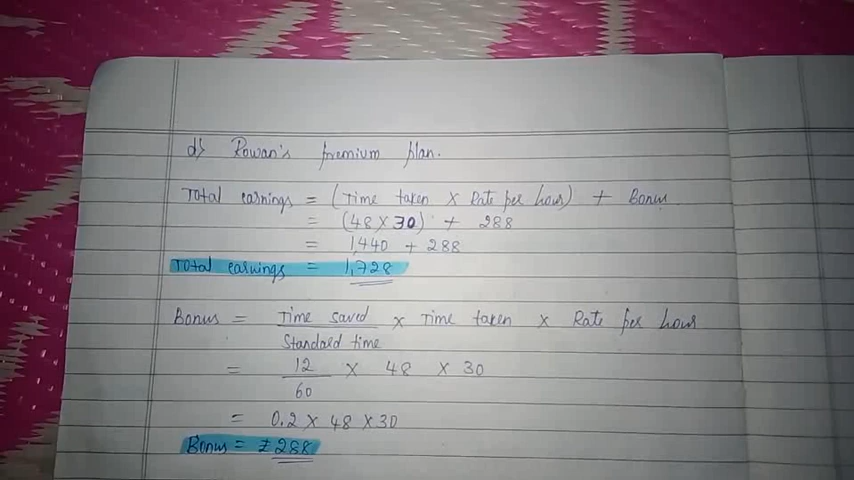 d) Rowan's premium plan.
Total earnings = (Time taken X Rate per hour) + Bonus
= (48 X 30) + 288
= 1,440 + 288
Total earnings = 1,728
Bonus = Time saved / Standard time X Time taken X Rate per hour
= 12 / 60 X 48 X 30
= 0.2 X 48 X 30
Bonus = ₹288